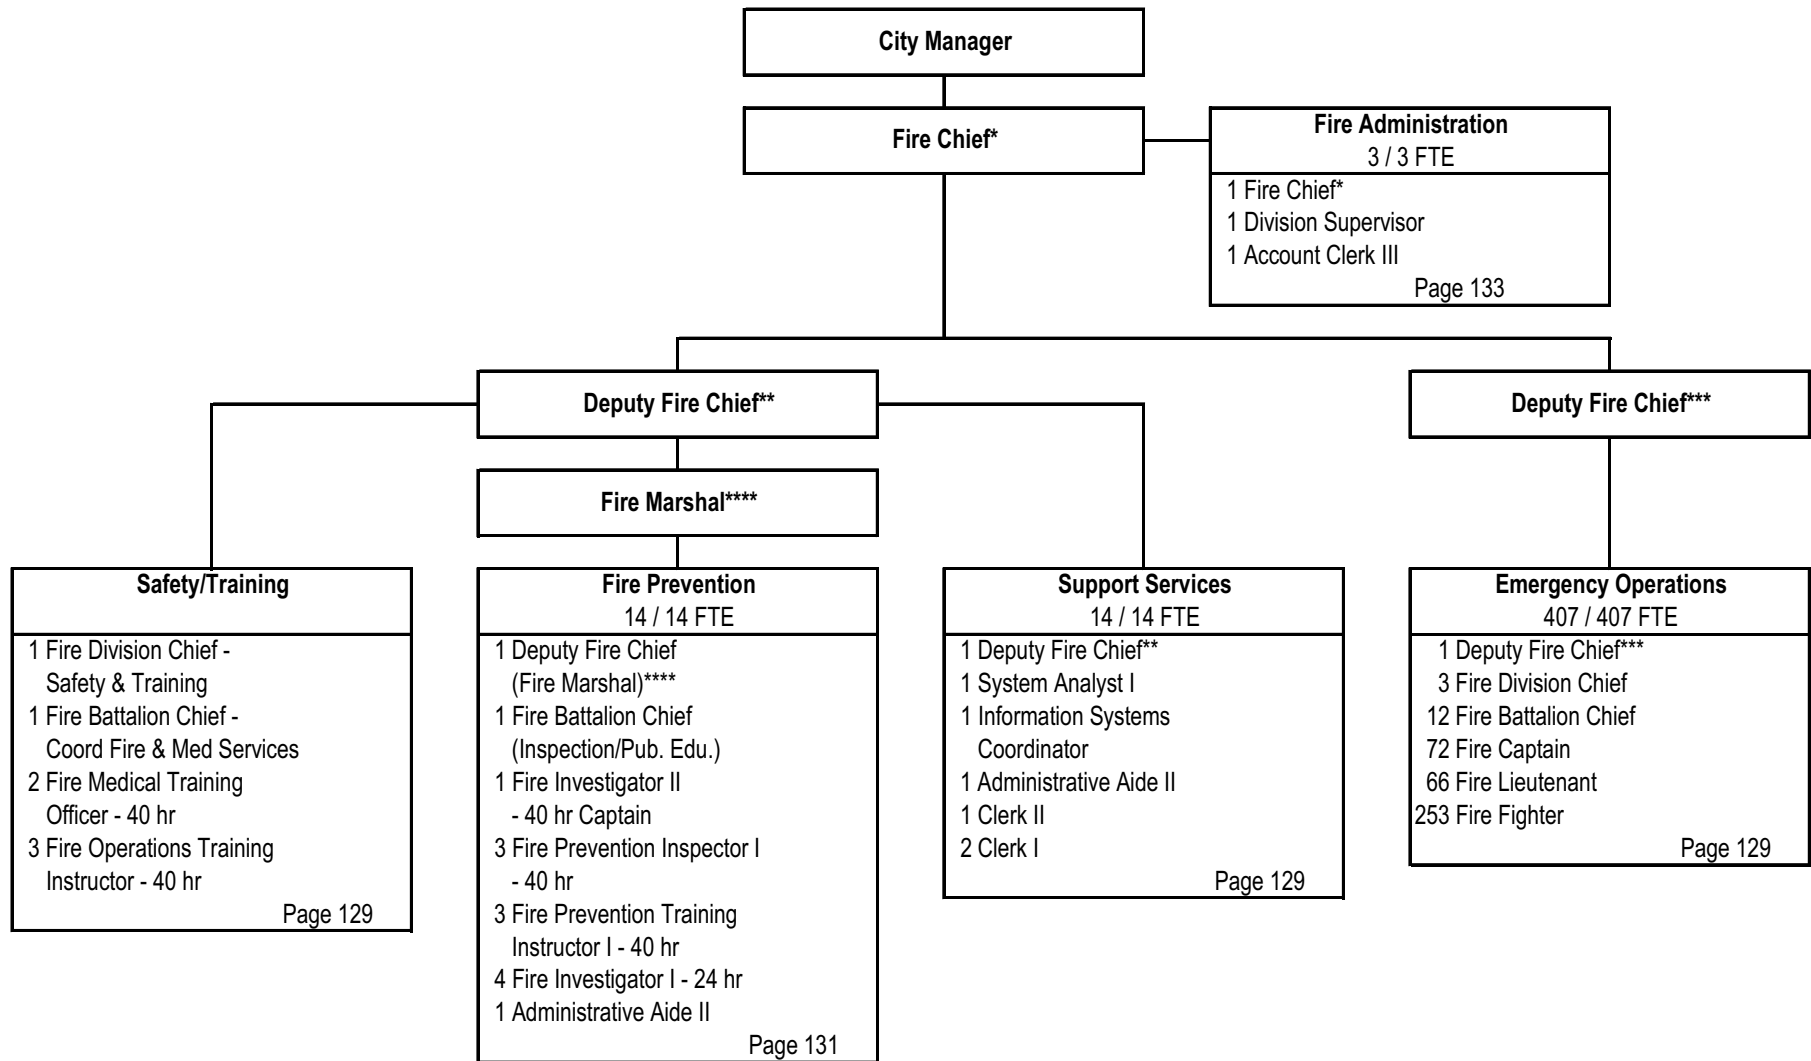 City Manager
Fire Chief*
Fire Administration
3 / 3 FTE
1 Fire Chief*
1 Division Supervisor
1 Account Clerk III
Page 133
Deputy Fire Chief**
Deputy Fire Chief***
Fire Marshal****
Safety/Training
1 Fire Division Chief -
Safety & Training
1 Fire Battalion Chief -
Coord Fire & Med Services
2 Fire Medical Training
Officer - 40 hr
3 Fire Operations Training
Instructor - 40 hr
Page 129
Fire Prevention
14 / 14 FTE
1 Deputy Fire Chief
(Fire Marshal)****
1 Fire Battalion Chief
(Inspection/Pub. Edu.)
1 Fire Investigator II
- 40 hr Captain
3 Fire Prevention Inspector I
- 40 hr
3 Fire Prevention Training
Instructor I - 40 hr
4 Fire Investigator I - 24 hr
1 Administrative Aide II
Page 131
Support Services
14 / 14 FTE
1 Deputy Fire Chief**
1 System Analyst I
1 Information Systems
Coordinator
1 Administrative Aide II
1 Clerk II
2 Clerk I
Page 129
Emergency Operations
407 / 407 FTE
1 Deputy Fire Chief***
3 Fire Division Chief
12 Fire Battalion Chief
72 Fire Captain
66 Fire Lieutenant
253 Fire Fighter
Page 129